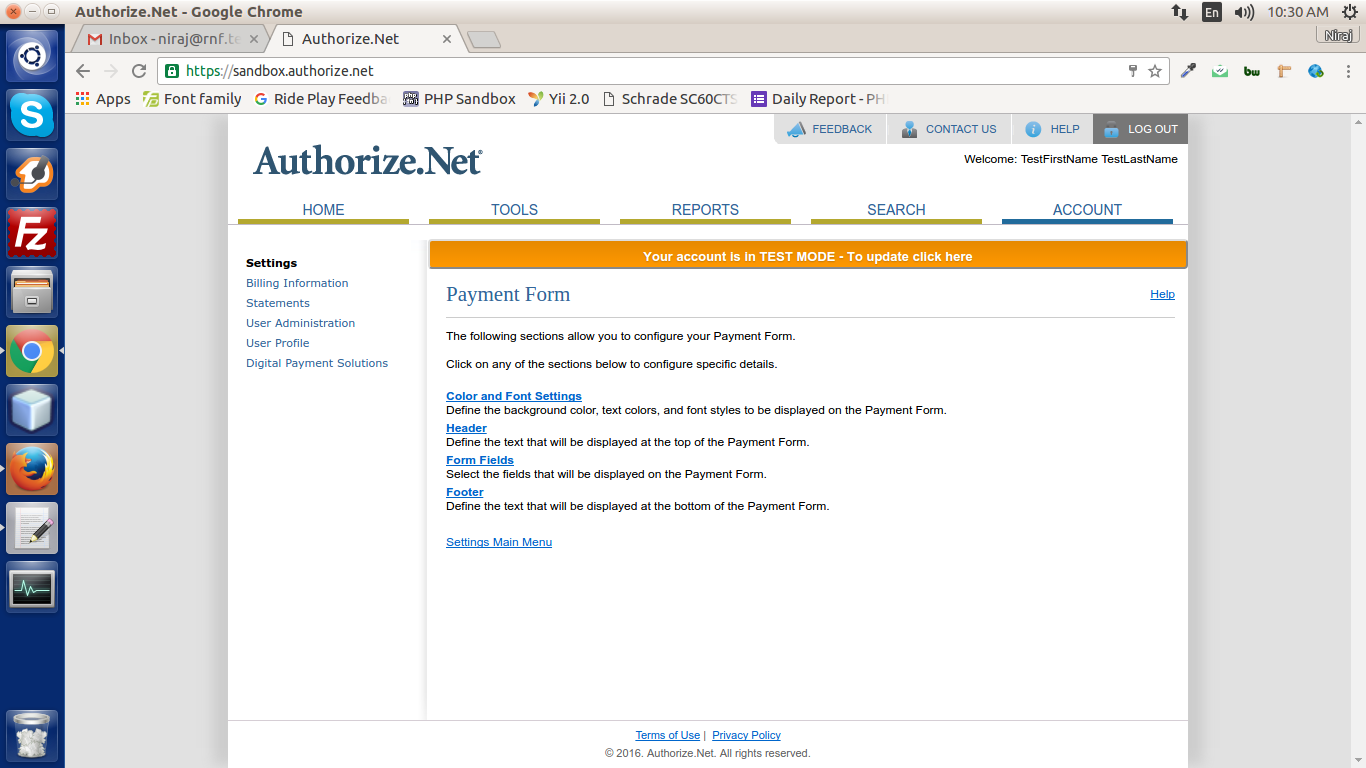 Authorize.Net - Google Chrome
En
10:30 AM
Inbox - niraj@rnf.te
Authorize.Net
Niraj
https://sandbox.authorize.net
bw
Apps
Font family
Ride Play Feedba
PHP Sandbox
Yii 2.0
Schrade SC60CTS
Daily Report - PH
FEEDBACK
CONTACT US
HELP
LOG OUT
Authorize.Net
Welcome: TestFirstName TestLastName
HOME
TOOLS
REPORTS
SEARCH
ACCOUNT
Settings
Billing Information
Statements
User Administration
User Profile
Digital Payment Solutions
Your account is in TEST MODE - To update click here
Payment Form
Help
The following sections allow you to configure your Payment Form.
Click on any of the sections below to configure specific details.
Color and Font Settings
Define the background color, text colors, and font styles to be displayed on the Payment Form.
Header
Define the text that will be displayed at the top of the Payment Form.
Form Fields
Select the fields that will be displayed on the Payment Form.
Footer
Define the text that will be displayed at the bottom of the Payment Form.
Settings Main Menu
Terms of Use | Privacy Policy
© 2016. Authorize.Net. All rights reserved.